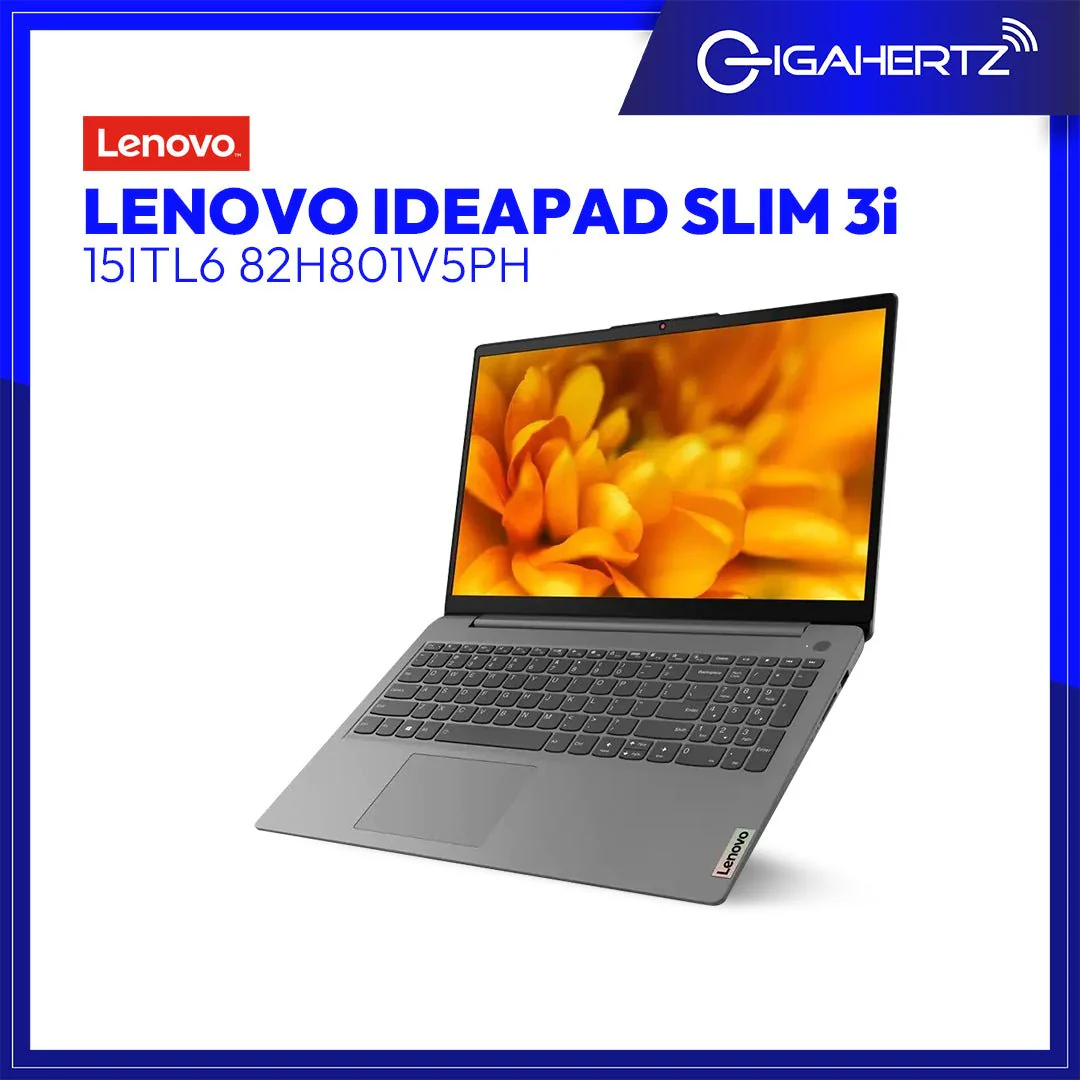 GIGAHERTZ
Lenovo
LENOVO IDEAPAD SLIM 3i
15ITL6 82H801V5PH
Lenovo